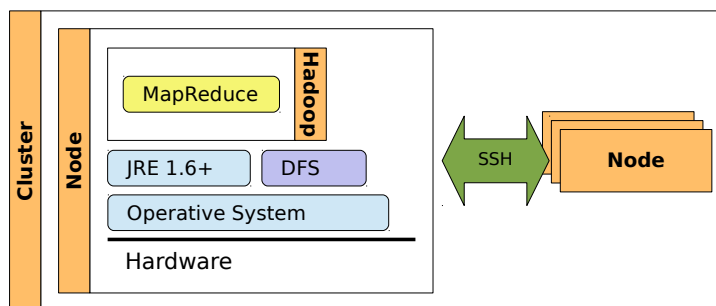 Cluster
Node
MapReduce
Hadoop
JRE 1.6+
DFS
Operative System
Hardware
SSH
Node